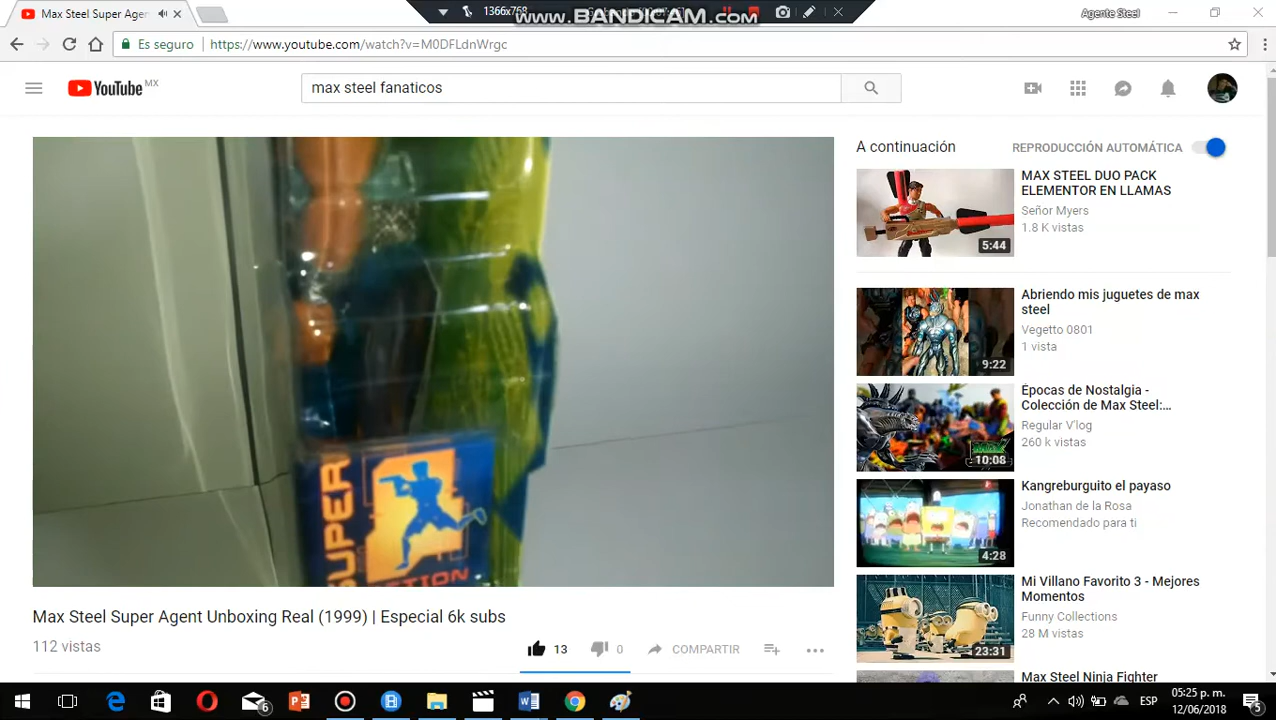 Max Steel Super Agen
1366x768
www.BANDICAM.com
Agente Steel
Es seguro
https://www.youtube.com/watch?v=M0DFLdnWrgc
YouTube MX
max steel fanaticos
A continuación
REPRODUCCIÓN AUTOMÁTICA
MAX STEEL DUO PACK
ELEMENTOR EN LLAMAS
Señor Myers
1.8 K vistas
5:44
Abriendo mis juguetes de max
steel
Vegetto 0801
1 vista
9:22
Épocas de Nostalgia -
Colección de Max Steel:...
Regular V'log
260 k vistas
10:08
Kangreburguito el payaso
Jonathan de la Rosa
Recomendado para ti
4:28
Mi Villano Favorito 3 - Mejores
Momentos
Funny Collections
28 M vistas
23:31
Max Steel Ninja Fighter
SUPER
CTION
Max Steel Super Agent Unboxing Real (1999) | Especial 6k subs
112 vistas
13
0
COMPARTIR
6
ESP
05:25 p. m.
12/06/2018
5